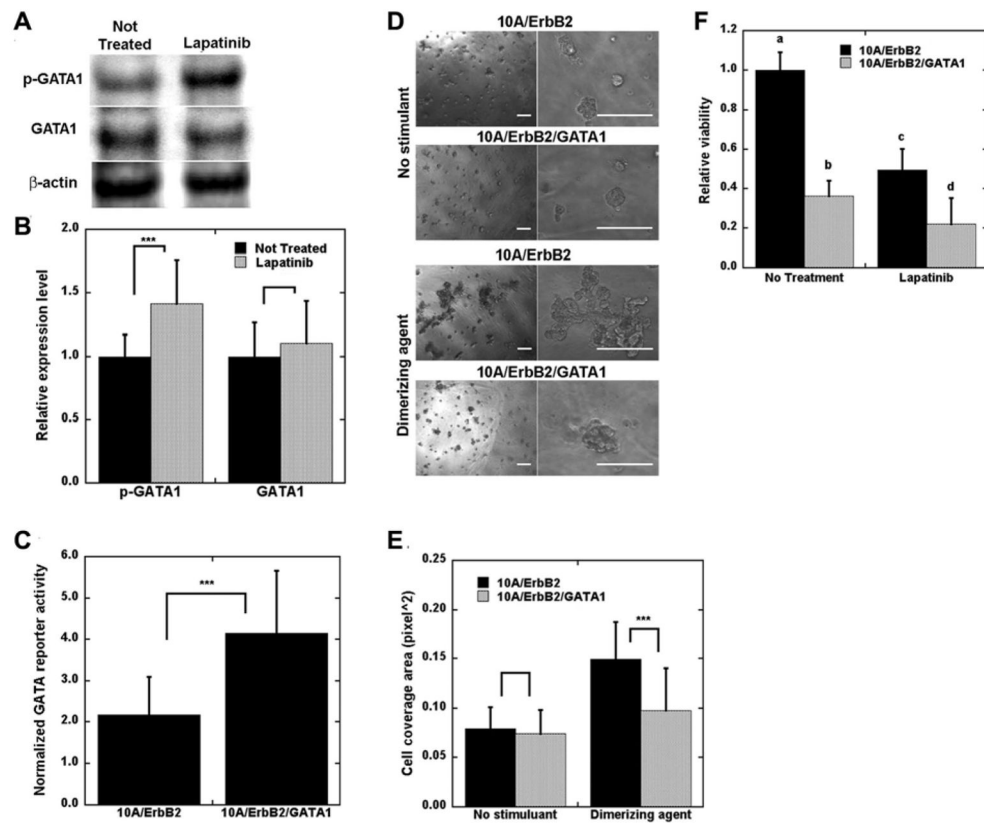 A
Not
Treated
Lapatinib
p-GATA1
GATA1
β-actin
B
Relative expression level
2.0
1.5
1.0
0.5
0.0
***
Not Treated
Lapatinib
p-GATA1
GATA1
C
Normalized GATA reporter activity
6.0
5.0
4.0
3.0
2.0
1.0
0.0
***
10A/ErbB2
10A/ErbB2/GATA1
D
No stimulant
10A/ErbB2
10A/ErbB2/GATA1
Dimerizing agent
10A/ErbB2
10A/ErbB2/GATA1
E
Cell coverage area (pixel^2)
0.25
0.20
0.15
0.10
0.05
0.00
10A/ErbB2
10A/ErbB2/GATA1
***
No stimuluant
Dimerizing agent
F
Relative viability
1.2
1.0
0.8
0.6
0.4
0.2
0.0
10A/ErbB2
10A/ErbB2/GATA1
a
b
c
d
No Treatment
Lapatinib